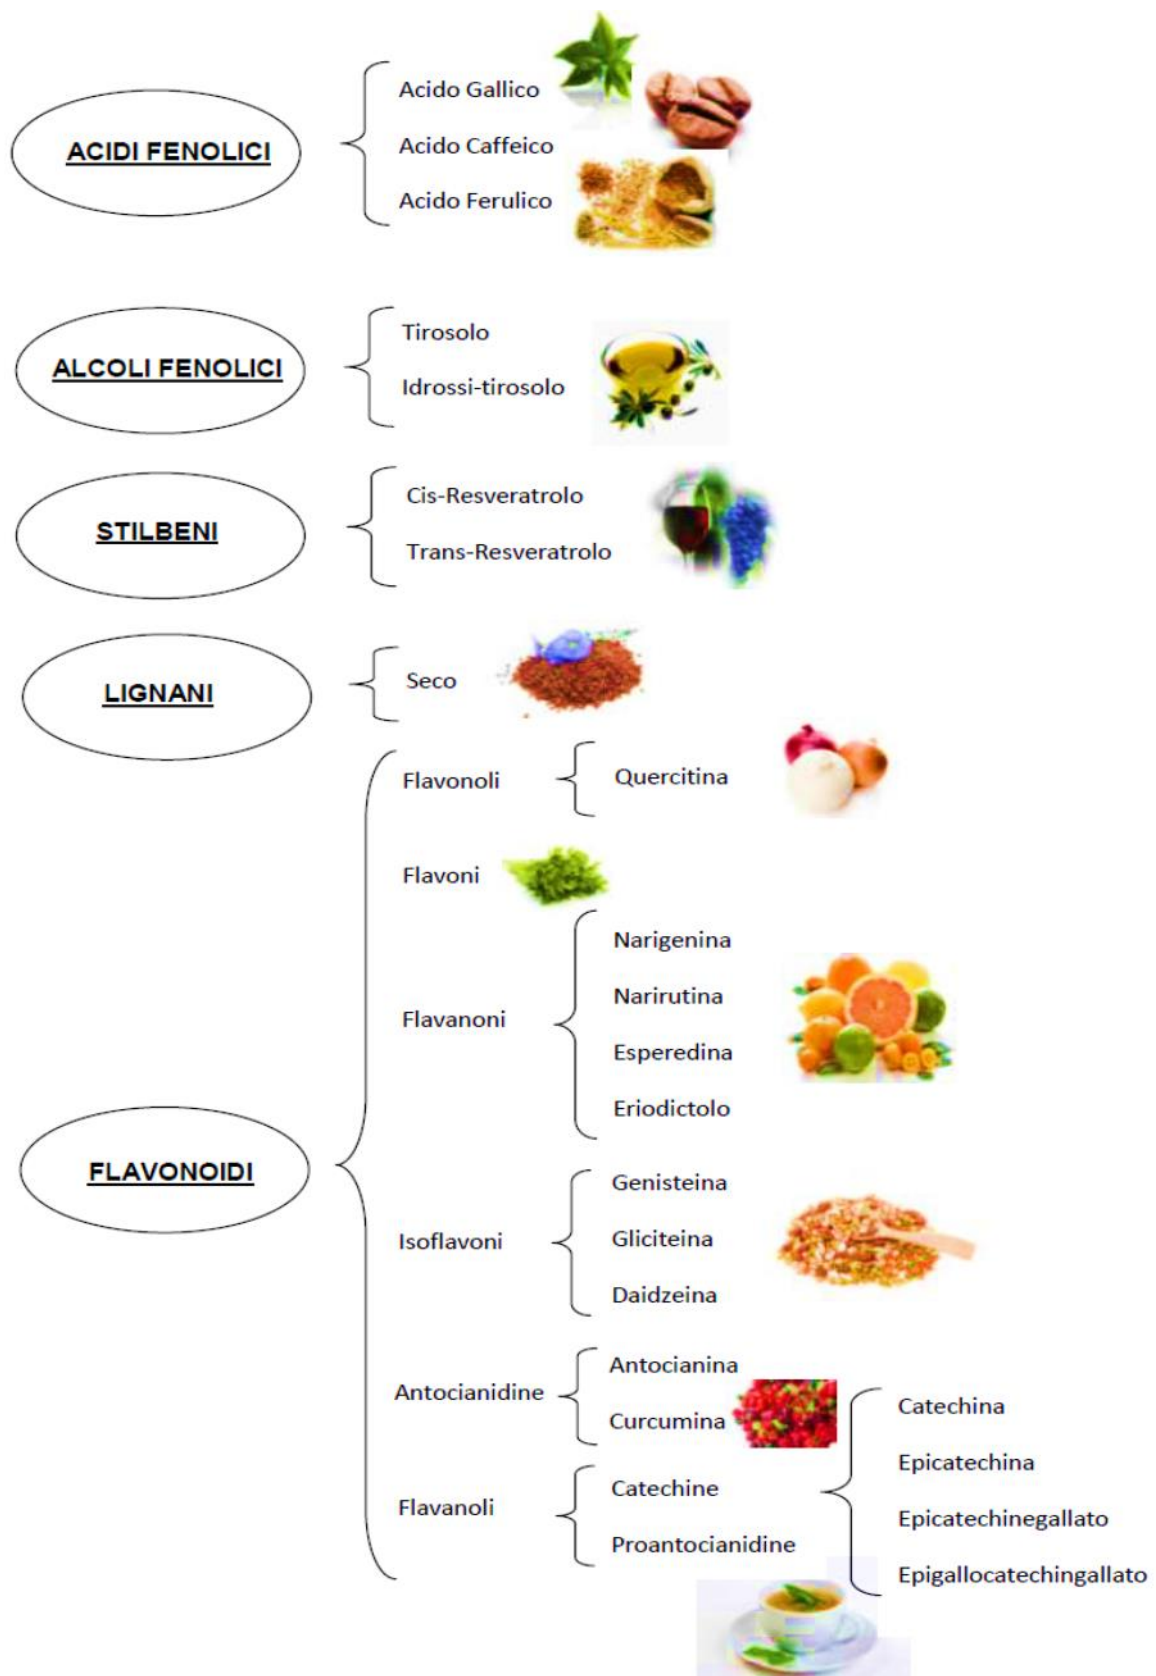 ACIDI FENOLICI
Acido Gallico
Acido Caffeico
Acido Ferulico
ALCOLI FENOLICI
Tirosolo
Idrossi-tirosolo
STILBENI
Cis-Resveratrolo
Trans-Resveratrolo
LIGNANI
Seco
FLAVONOIDI
Flavonoli
Quercitina
Flavoni
Flavanoni
Narigenina
Narirutina
Esperedina
Eriodictolo
Isoflavoni
Genisteina
Gliciteina
Daidzeina
Antocianidine
Antocianina
Curcumina
Flavanoli
Catechine
Proantocianidine
Catechina
Epicatechina
Epicatechinegallato
Epigallocatechingallato